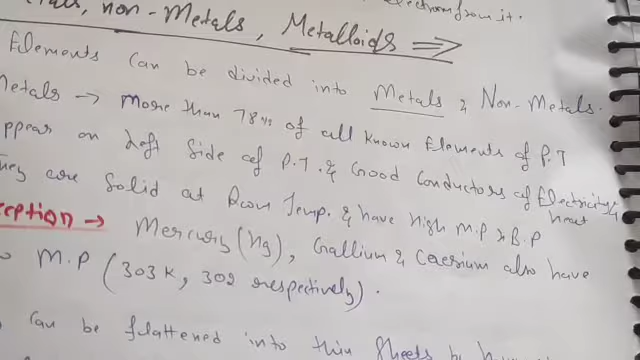 electron from it.
non-Metals, Metalloids ⇒
Elements can be divided into Metals & Non-Metals.
Metals → More than 78% of all known Elements of P.T
appear on Left Side of P.T. & Good Conductors of Electricity & heat
They are Solid at Room Temp. & have high M.P & B.P
ception → Mercury (Hg), Gallium & Caesium also have
M.P (303K, 302 respectively).
can be flattened into thin Sheets by